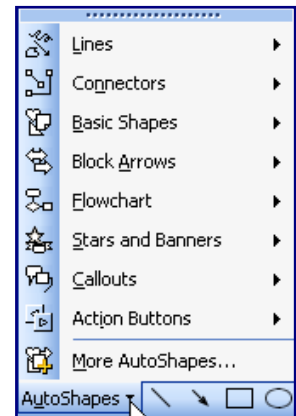 Lines
Connectors
Basic Shapes
Block Arrows
Flowchart
Stars and Banners
Callouts
Action Buttons
More AutoShapes...
AutoShapes